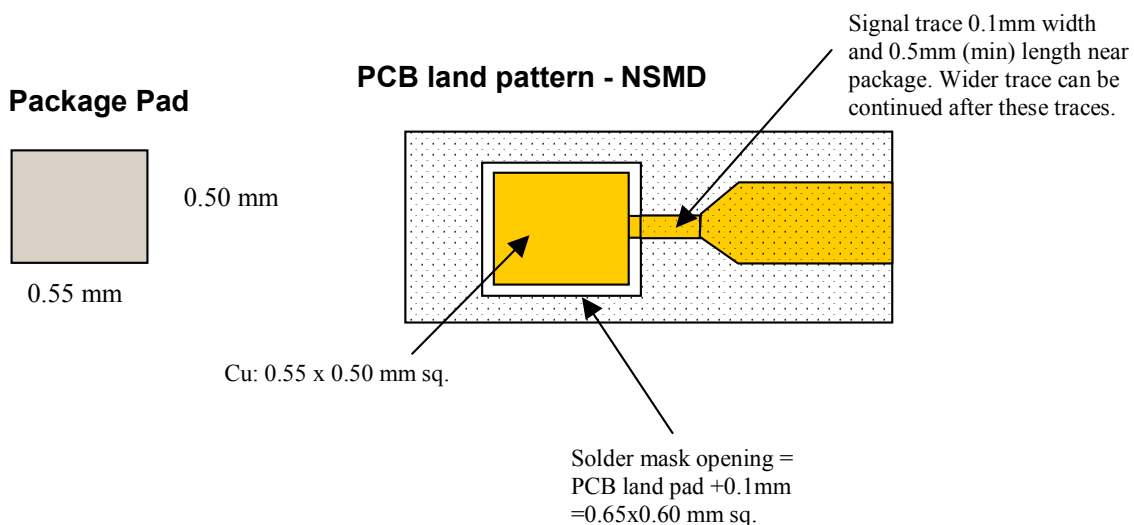 Signal trace 0.1mm width
and 0.5mm (min) length near
package. Wider trace can be
continued after these traces.
PCB land pattern - NSMD
Package Pad
0.50 mm
0.55 mm
Cu: 0.55 x 0.50 mm sq.
Solder mask opening =
PCB land pad +0.1mm
=0.65x0.60 mm sq.